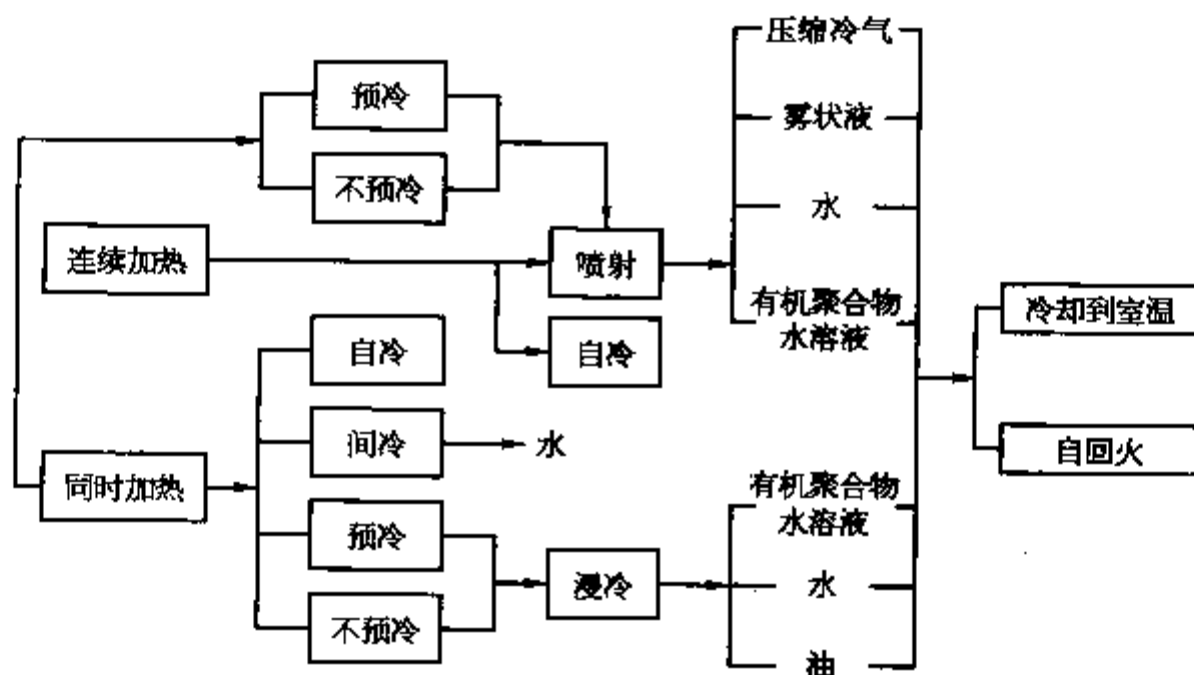 压缩冷气
预冷
雾状液
不预冷
水
连续加热
喷射
有机聚合物
水溶液
冷却到室温
自冷
自冷
间冷
水
自回火
同时加热
有机聚合物
水溶液
预冷
浸冷
水
不预冷
油